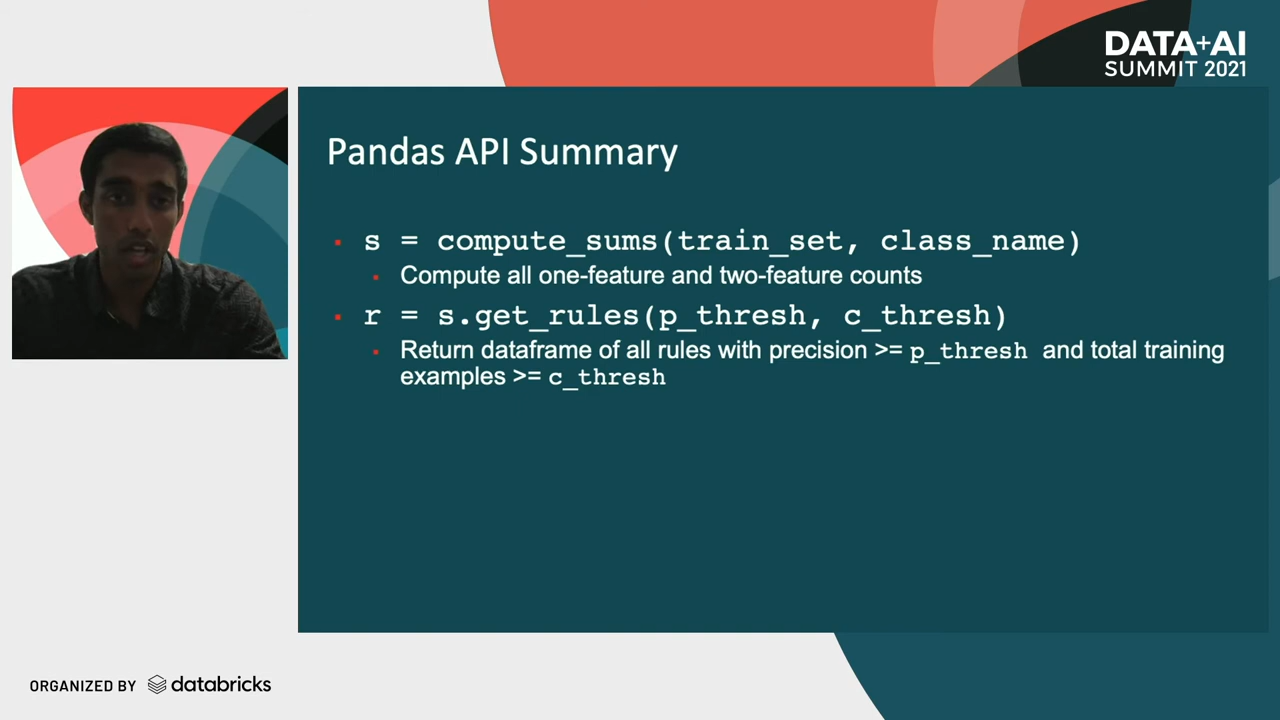 DATA+AI
SUMMIT 2021
Pandas API Summary
▪ s = compute_sums(train_set, class_name)
▪ Compute all one-feature and two-feature counts
▪ r = s.get_rules(p_thresh, c_thresh)
▪ Return dataframe of all rules with precision >= p_thresh and total training
examples >= c_thresh
ORGANIZED BY databricks